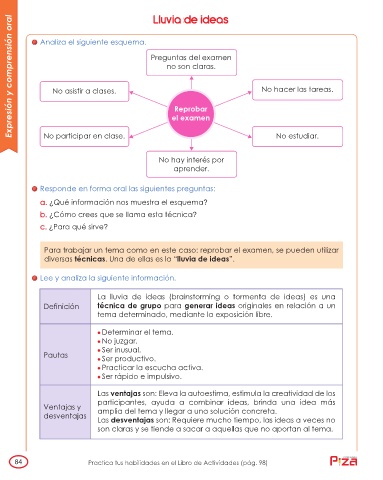 Lluvia de ideas
Expresión y comprensión oral
Analiza el siguiente esquema.
Preguntas del examen
no son claras.
No asistir a clases.
No hacer las tareas.
Reprobar
el examen
No participar en clase.
No estudiar.
No hay interés por
aprender.
Responde en forma oral las siguientes preguntas:
a. ¿Qué información nos muestra el esquema?
b. ¿Cómo crees que se llama esta técnica?
c. ¿Para qué sirve?
Para trabajar un tema como en este caso: reprobar el examen, se pueden utilizar
diversas técnicas. Una de ellas es la "lluvia de ideas".
Lee y analiza la siguiente información.
Definición
La lluvia de ideas (brainstorming o tormenta de ideas) es una
técnica de grupo para generar ideas originales en relación a un
tema determinado, mediante la exposición libre.
Pautas
• Determinar el tema.
• No juzgar.
• Ser inusual.
• Ser productivo.
• Practicar la escucha activa.
• Ser rápido e impulsivo.
Ventajas y
desventajas
Las ventajas son: Eleva la autoestima, estimula la creatividad de los
participantes, ayuda a combinar ideas, brinda una idea más
amplia del tema y llegar a una solución concreta.
Las desventajas son: Requiere mucho tiempo, las ideas a veces no
son claras y se tiende a sacar a aquellas que no aportan al tema.
84
Practica tus habilidades en el Libro de Actividades (pág. 98)